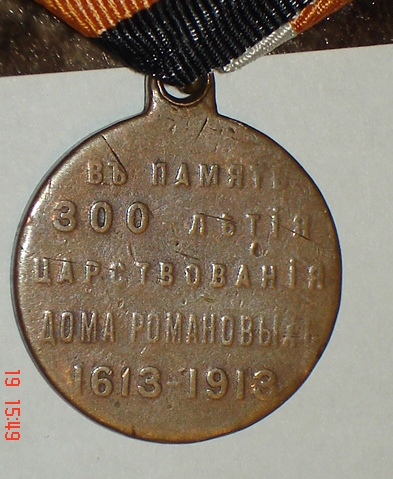 ВЪ ПАМЯТЬ
300 ЛѢТІЯ
ЦАРСТВОВАНІЯ
ДОМА РОМАНОВЫХЪ
1613-1913
19 15:49